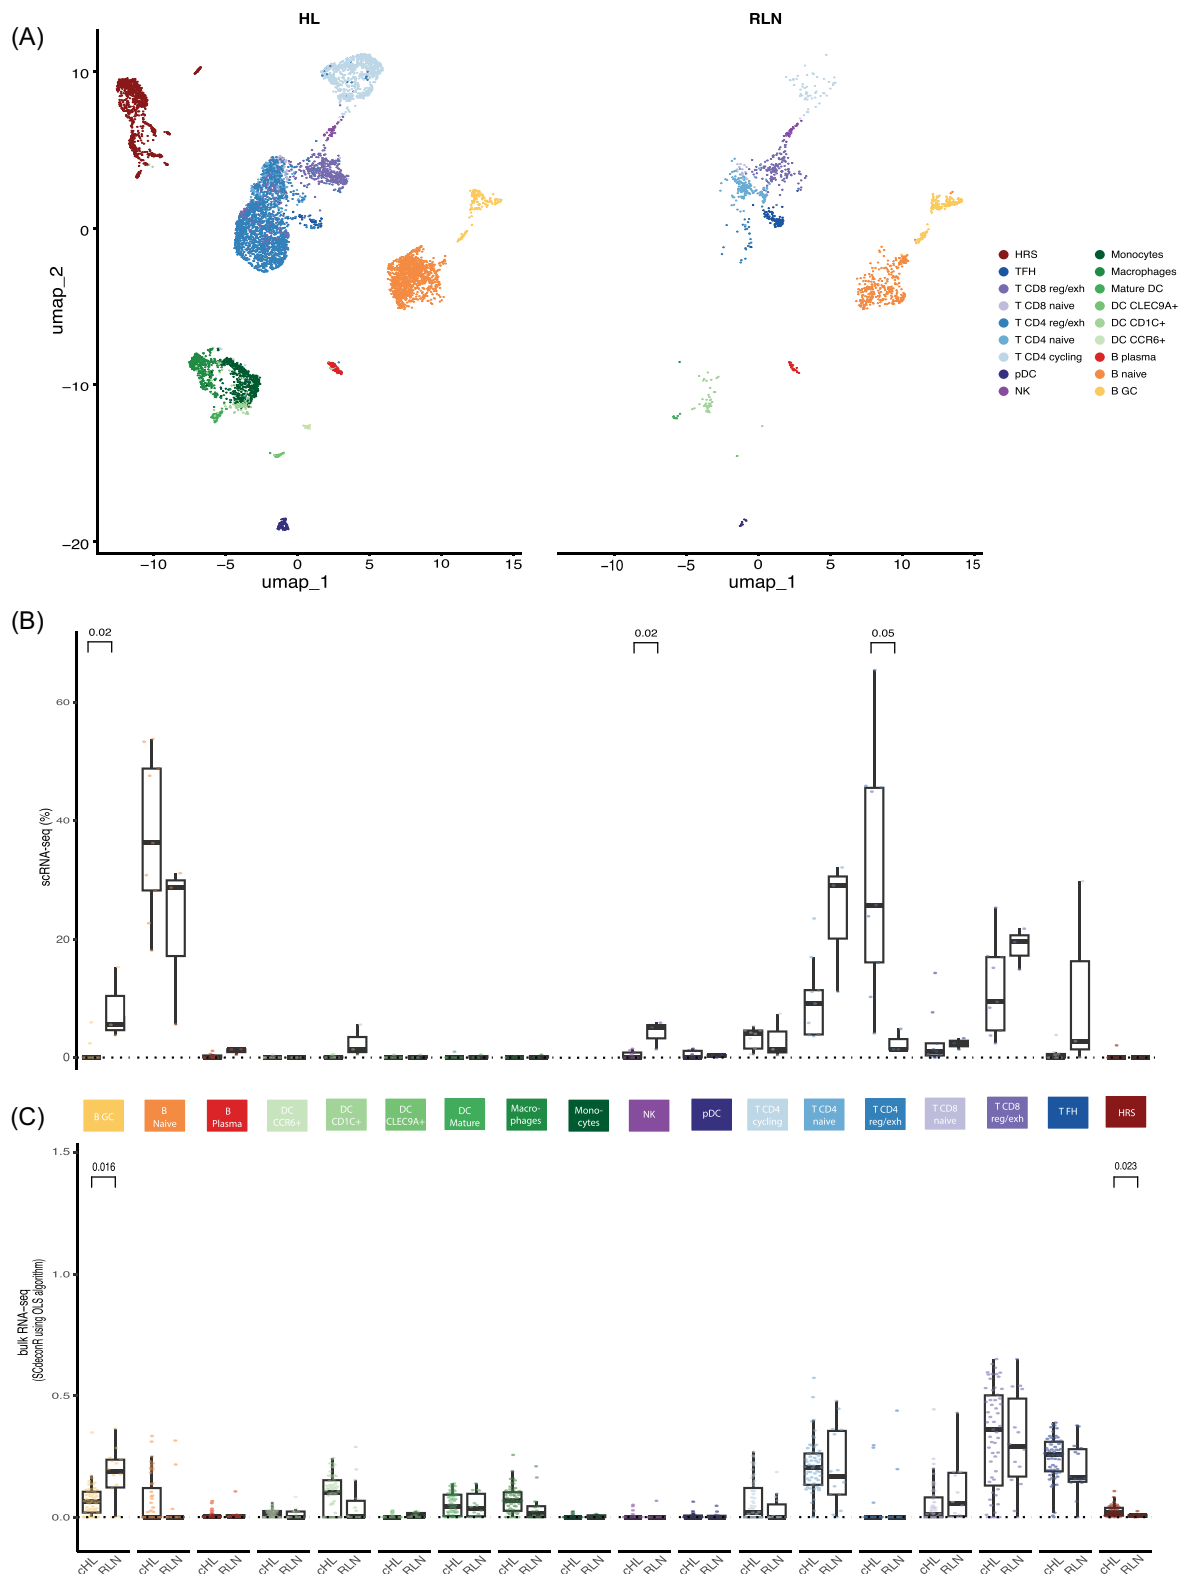 (A)
HL
RLN
10
0
−10
−20
umap_2
−10
−5
0
5
10
15
−10
−5
0
5
10
15
umap_1
umap_1
HRS
TFH
T CD8 reg/exh
T CD8 naive
T CD4 reg/exh
T CD4 naive
T CD4 cycling
pDC
NK
Monocytes
Macrophages
Mature DC
DC CLEC9A+
DC CD1C+
DC CCR6+
B plasma
B naive
B GC
(B)
0.02
0.02
0.05
60
40
20
0
scRNA-seq (%)
B GC
B
Naive
B
Plasma
DC
CCR6+
DC
CD1C+
DC
CLEC9A+
DC
Mature
Macro-
phages
Mono-
cytes
NK
pDC
T CD4
cycling
T CD4
naive
T CD4
reg/exh
T CD8
naive
T CD8
reg/exh
T FH
HRS
(C)
0.016
0.023
1.5
1.0
0.5
0.0
bulk RNA−seq
(SCdeconR using OLS algorithm)
cHL
RLN
cHL
RLN
cHL
RLN
cHL
RLN
cHL
RLN
cHL
RLN
cHL
RLN
cHL
RLN
cHL
RLN
cHL
RLN
cHL
RLN
cHL
RLN
cHL
RLN
cHL
RLN
cHL
RLN
cHL
RLN
cHL
RLN
cHL
RLN